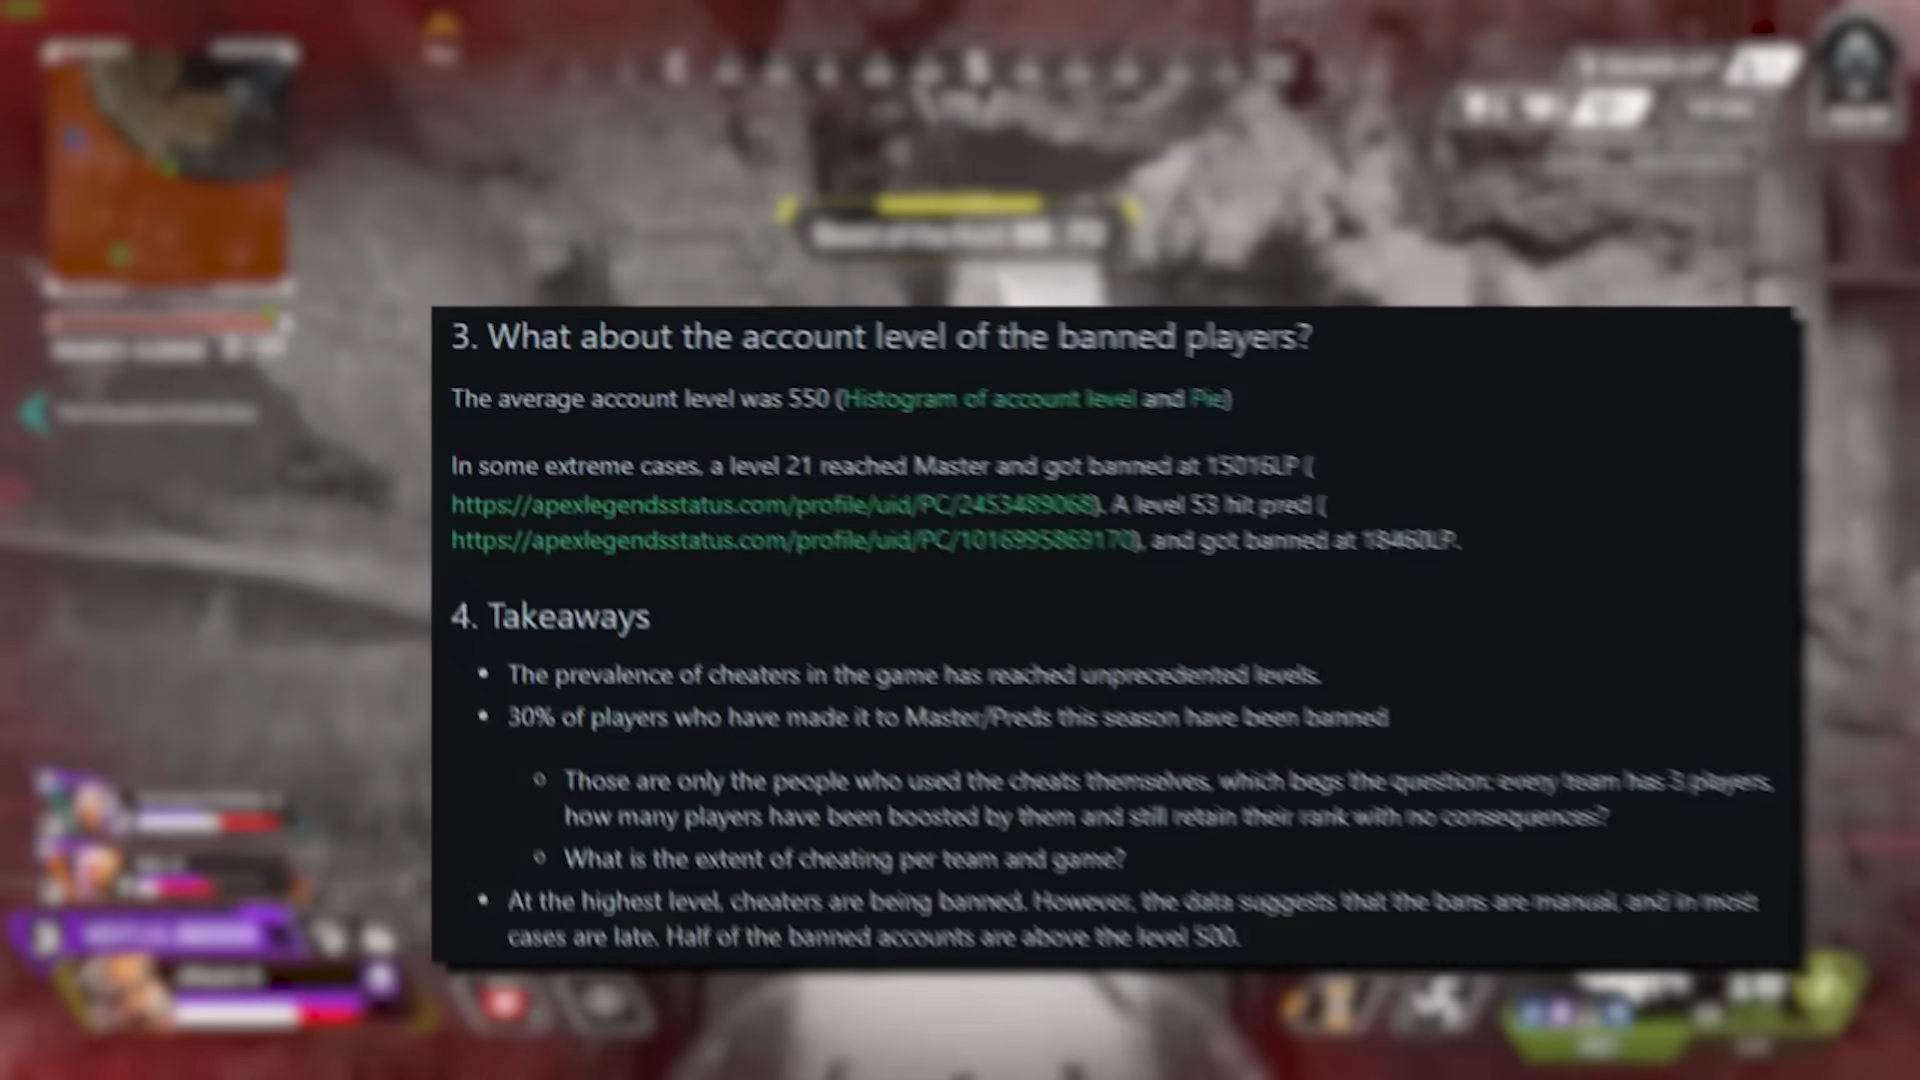 3. What about the account level of the banned players?
The average account level was 550 (Histogram of account level and Pie)
In some extreme cases, a level 21 reached Master and got banned at 15016LP (
https://apexlegendsstatus.com/profile/uid/PC/2453489068). A level 53 hit pred (
https://apexlegendsstatus.com/profile/uid/PC/1016995869170), and got banned at 18460LP.
4. Takeaways
• The prevalence of cheaters in the game has reached unprecedented levels.
• 30% of players who have made it to Master/Preds this season have been banned
○ Those are only the people who used the cheats themselves, which begs the question: every team has 3 players,
how many players have been boosted by them and still retain their rank with no consequences?
○ What is the extent of cheating per team and game?
• At the highest level, cheaters are being banned. However, the data suggests that the bans are manual, and in most
cases are late. Half of the banned accounts are above the level 500.